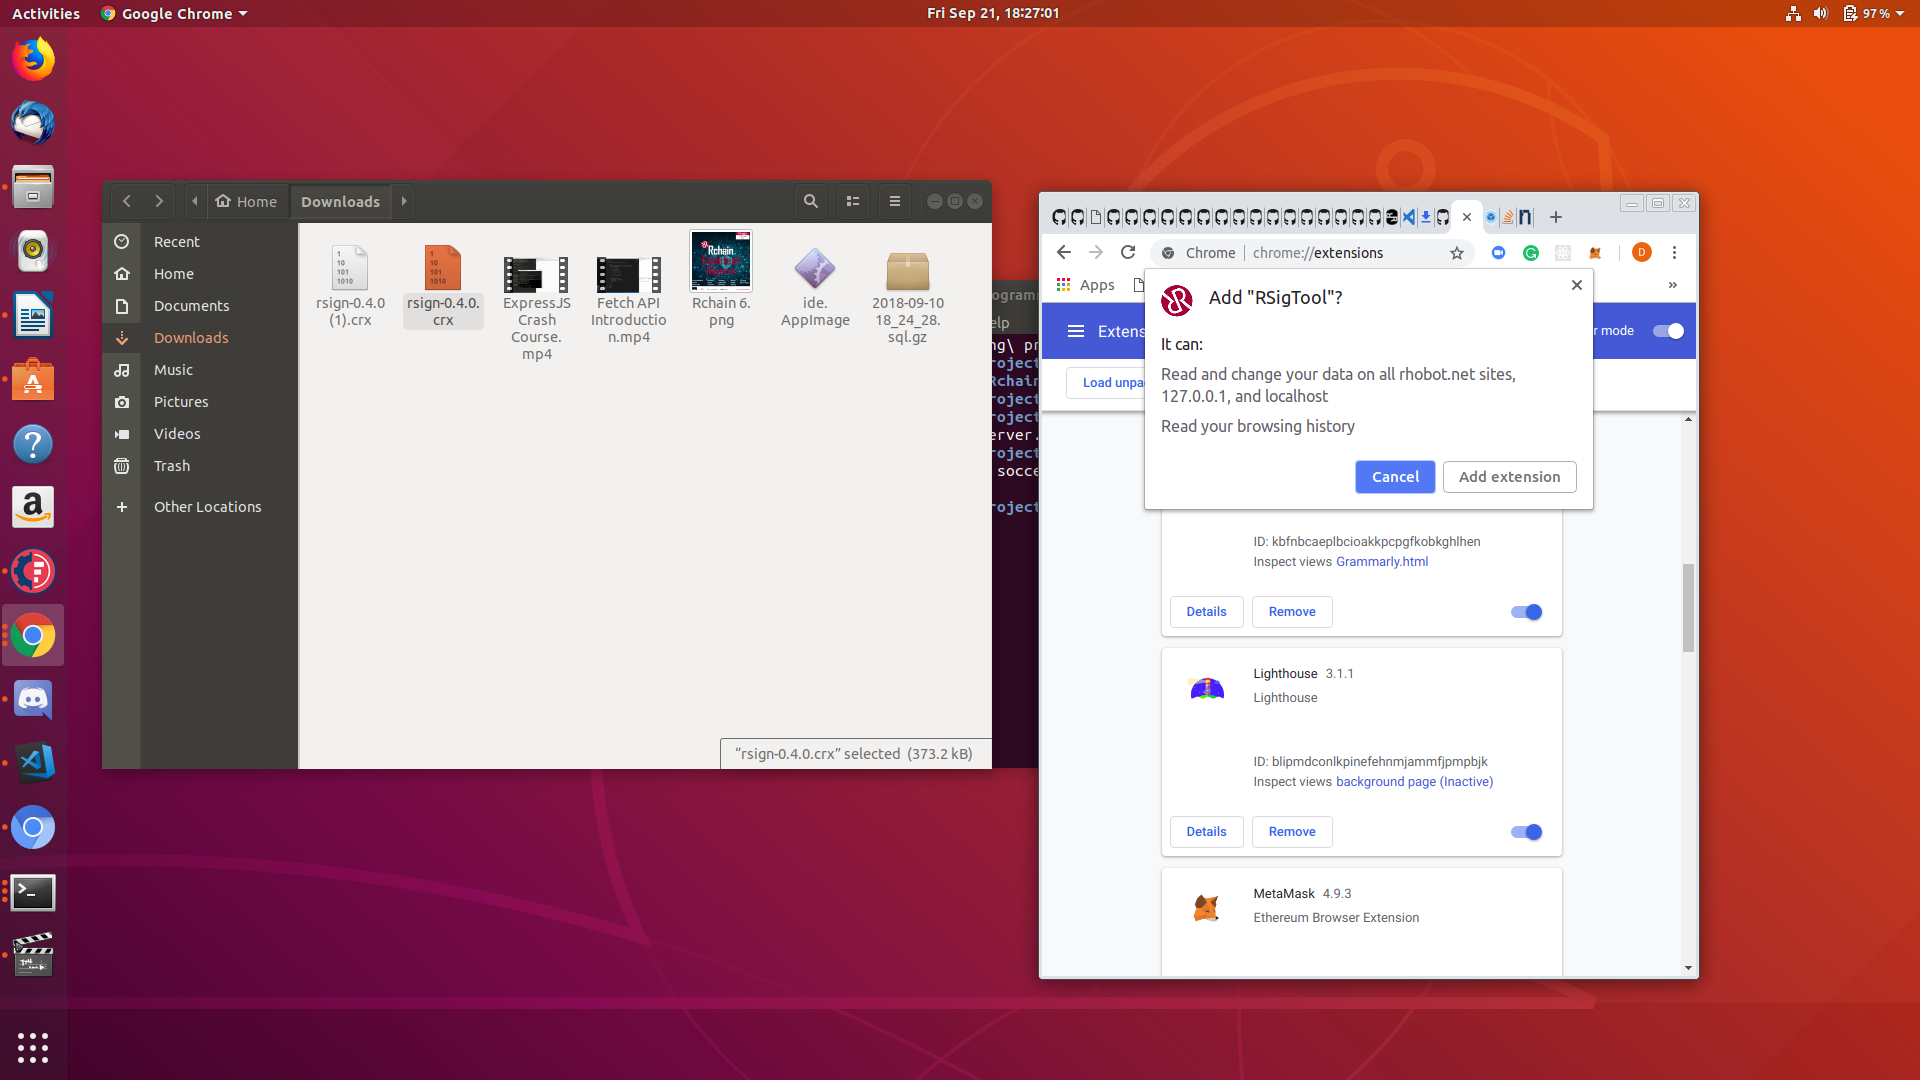 Activities
Google Chrome
Fri Sep 21, 18:27:01
97 %
Home
Downloads
Recent
Home
Documents
Downloads
Music
Pictures
Videos
Trash
Other Locations
rsign-0.4.0
(1).crx
rsign-0.4.0.
crx
ExpressJS
Crash
Course.
mp4
Fetch API
Introductio
n.mp4
Rchain 6.
png
ide.
AppImage
2018-09-10
18_24_28.
sql.gz
"rsign-0.4.0.crx" selected (373.2 kB)
ogramm
elp
ng\ pr
roject
Rchain
roject
roject
erver.
roject
socce
roject
Chrome
chrome://extensions
D
Apps
»
Extens
r mode
Load unpa
Add "RSigTool"?
It can:
Read and change your data on all rhobot.net sites,
127.0.0.1, and localhost
Read your browsing history
Cancel
Add extension
ID: kbfnbcaeplbcioakkpcpgfkobkghlhen
Inspect views Grammarly.html
Details
Remove
Lighthouse 3.1.1
Lighthouse
ID: blipmdconlkpinefehnmjammfjpmpbjk
Inspect views background page (Inactive)
Details
Remove
MetaMask 4.9.3
Ethereum Browser Extension